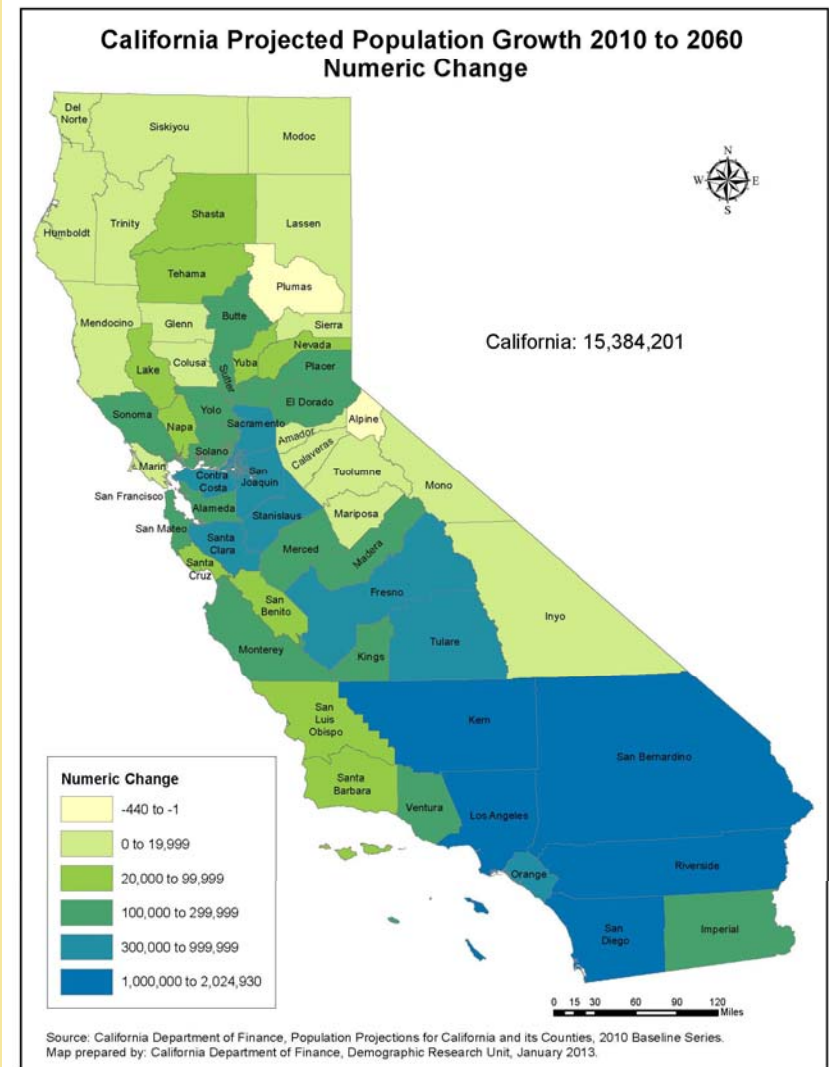 California Projected Population Growth 2010 to 2060
Numeric Change
Del
Norte
Siskiyou
Modoc
N
W
E
S
Humboldt
Trinity
Shasta
Lassen
Tehama
Plumas
Mendocino
Glenn
Butte
Sierra
California: 15,384,201
Lake
Colusa
Sutter
Yuba
Nevada
Placer
Sonoma
Napa
Yolo
Sacramento
El Dorado
Alpine
Amador
Solano
Calaveras
Marin
Contra
Costa
San
Joaquin
Tuolumne
Mono
San Francisco
Alameda
Stanislaus
Mariposa
San Mateo
Santa
Clara
Merced
Madera
Santa
Cruz
San
Benito
Fresno
Inyo
Monterey
Kings
Tulare
San
Luis
Obispo
Kern
San Bernardino
Santa
Barbara
Ventura
Los Angeles
Orange
Riverside
San
Diego
Imperial
Numeric Change
-440 to -1
0 to 19,999
20,000 to 99,999
100,000 to 299,999
300,000 to 999,999
1,000,000 to 2,024,930
0 15 30 60 90 120
Miles
Source: California Department of Finance, Population Projections for California and its Counties, 2010 Baseline Series.
Map prepared by: California Department of Finance, Demographic Research Unit, January 2013.